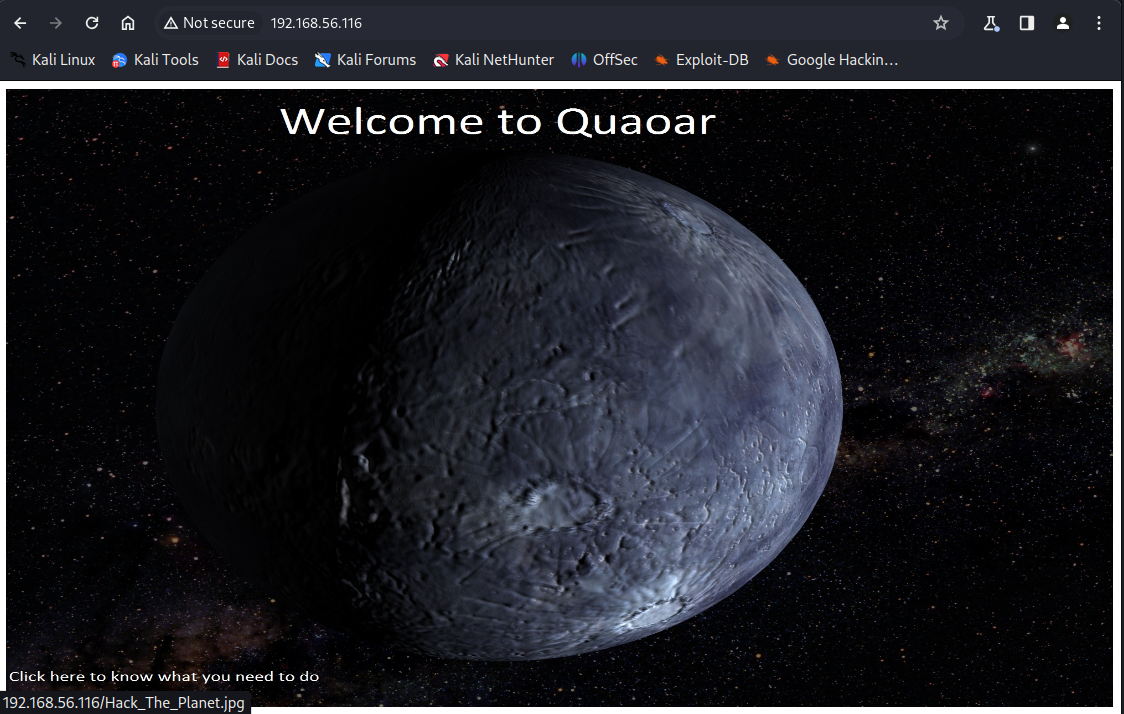 Not secure 192.168.56.116
Kali Linux Kali Tools Kali Docs Kali Forums Kali NetHunter OffSec Exploit-DB Google Hackin…
Welcome to Quaoar
Click here to know what you need to do
192.168.56.116/Hack_The_Planet.jpg